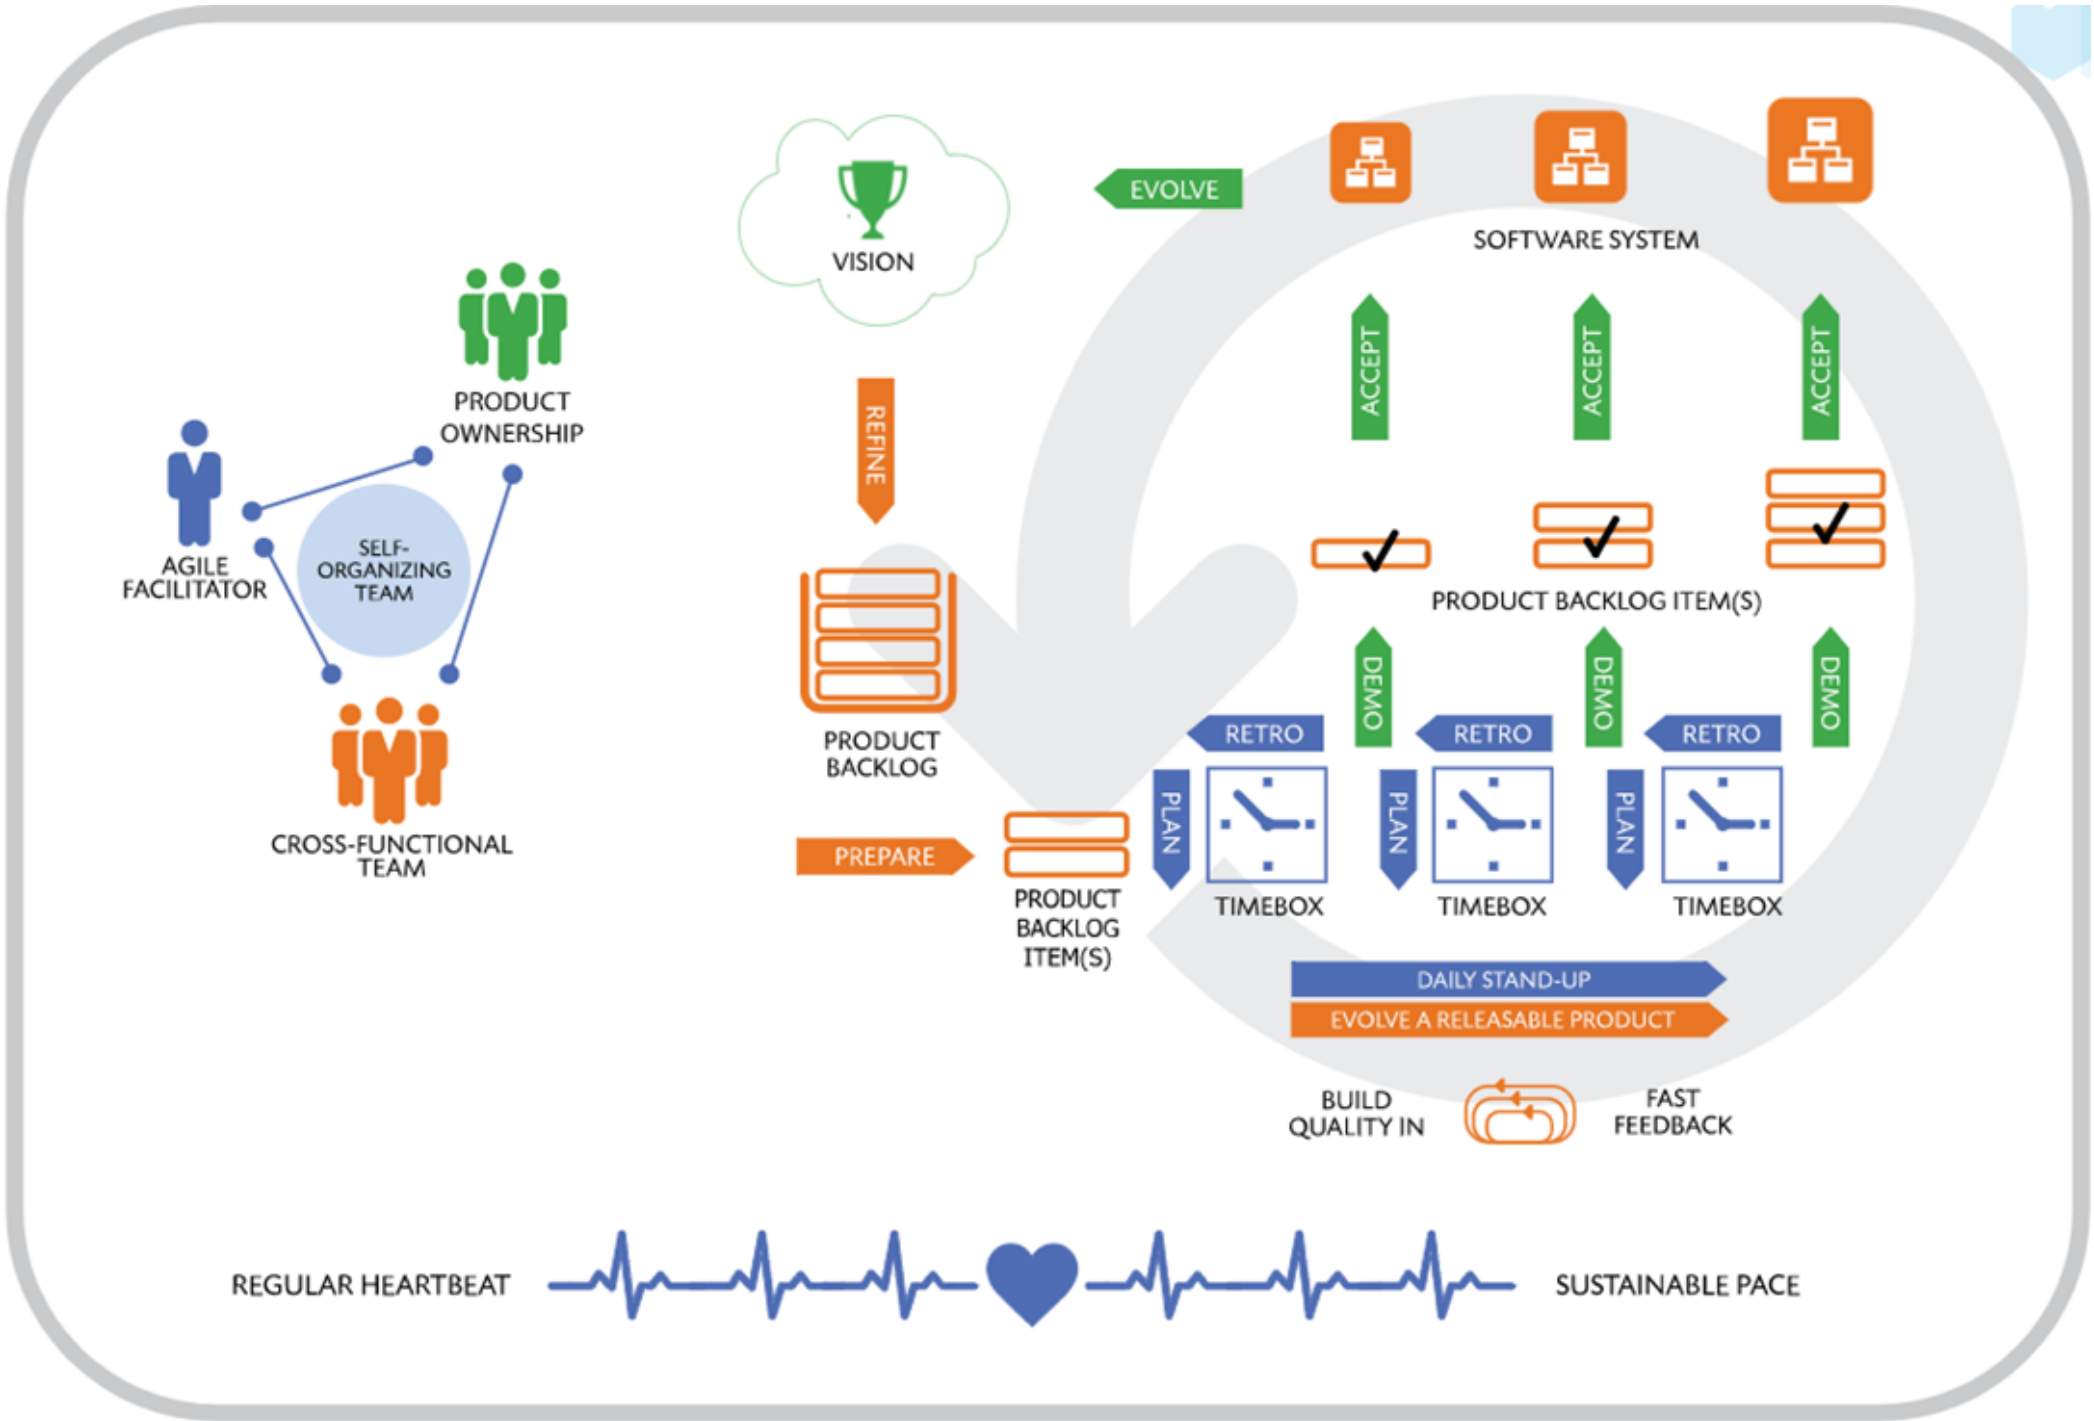 PRODUCT
OWNERSHIP
AGILE
FACILITATOR
SELF-
ORGANIZING
TEAM
CROSS-FUNCTIONAL
TEAM
VISION
EVOLVE
REFINE
PRODUCT
BACKLOG
PREPARE
PRODUCT
BACKLOG
ITEM(S)
SOFTWARE SYSTEM
ACCEPT
ACCEPT
ACCEPT
PRODUCT BACKLOG ITEM(S)
DEMO
DEMO
DEMO
RETRO
RETRO
RETRO
PLAN
PLAN
PLAN
TIMEBOX
TIMEBOX
TIMEBOX
DAILY STAND-UP
EVOLVE A RELEASABLE PRODUCT
BUILD
QUALITY IN
FAST
FEEDBACK
REGULAR HEARTBEAT
SUSTAINABLE PACE